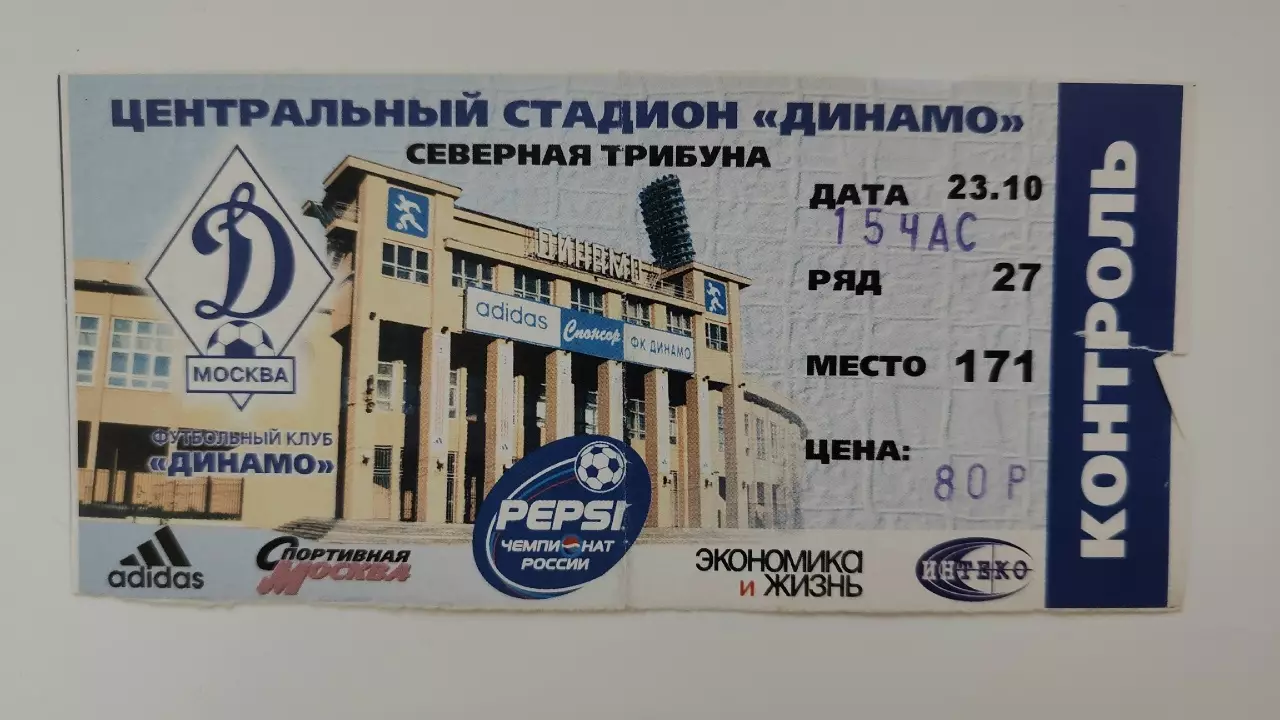 ЦЕНТРАЛЬНЫЙ СТАДИОН «ДИНАМО»
СЕВЕРНАЯ ТРИБУНА
ДАТА 23.10
15 ЧАС
РЯД 27
МЕСТО 171
ЦЕНА: 80 Р
КОНТРОЛЬ
Д
МОСКВА
ФУТБОЛЬНЫЙ КЛУБ
«ДИНАМО»
ДИНАМО
adidas Спонсор ФК ДИНАМО
PEPSI
ЧЕМПИОНАТ
РОССИИ
adidas
СПОРТИВНАЯ
МОСКВА
ЭКОНОМИКА
И ЖИЗНЬ
ИНТЕКО